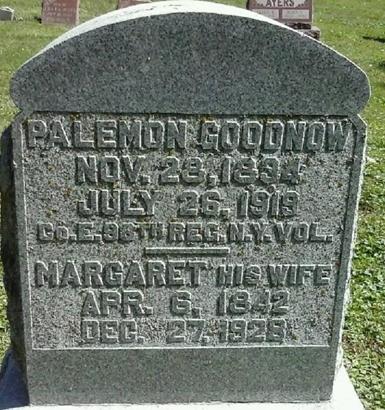 AYERS
PALEMON GOODNOW
NOV. 28, 1834
JULY 26, 1919
CO. E. 98TH REG. N.Y. VOL.
MARGARET HIS WIFE
APR. 6, 1842
DEC. 27, 1928